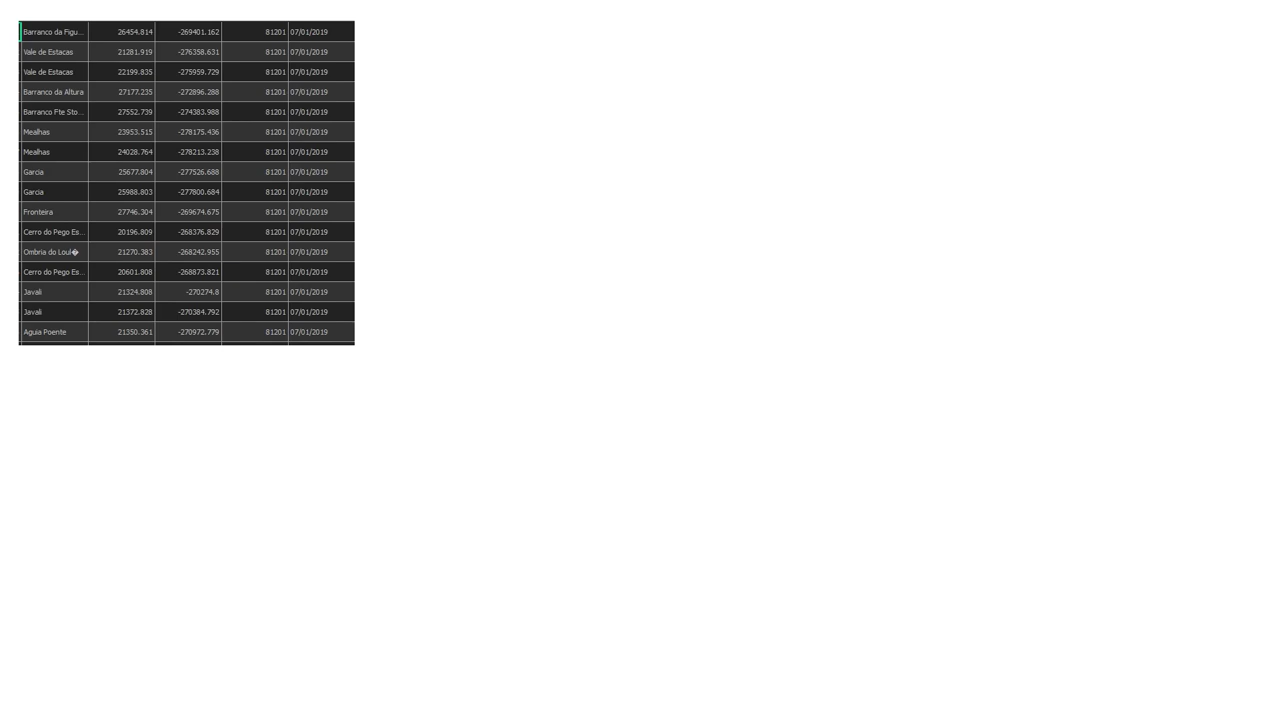 Barranco da Figu... 26454.814 -269401.162 81201 07/01/2019
Vale de Estacas 21281.919 -276358.631 81201 07/01/2019
Vale de Estacas 22199.835 -275959.729 81201 07/01/2019
Barranco da Altura 27177.235 -272896.288 81201 07/01/2019
Barranco Fte Sto... 27552.739 -274383.988 81201 07/01/2019
Mealhas 23953.515 -278175.436 81201 07/01/2019
Mealhas 24028.764 -278213.238 81201 07/01/2019
Garcia 25677.804 -277526.688 81201 07/01/2019
Garcia 25988.803 -277800.684 81201 07/01/2019
Fronteira 27746.304 -269674.675 81201 07/01/2019
Cerro do Pego Es... 20196.809 -268376.829 81201 07/01/2019
Ombria do Loul� 21270.383 -268242.955 81201 07/01/2019
Cerro do Pego Es... 20601.808 -268873.821 81201 07/01/2019
Javali 21324.808 -270274.8 81201 07/01/2019
Javali 21372.828 -270384.792 81201 07/01/2019
Aguia Poente 21350.361 -270972.779 81201 07/01/2019